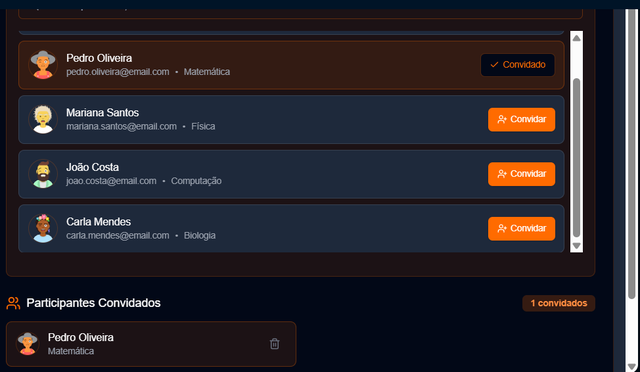 Pedro Oliveira
pedro.oliveira@email.com • Matemática
Convidado
Mariana Santos
mariana.santos@email.com • Física
Convidar
João Costa
joao.costa@email.com • Computação
Convidar
Carla Mendes
carla.mendes@email.com • Biologia
Convidar
Participantes Convidados
1 convidados
Pedro Oliveira
Matemática